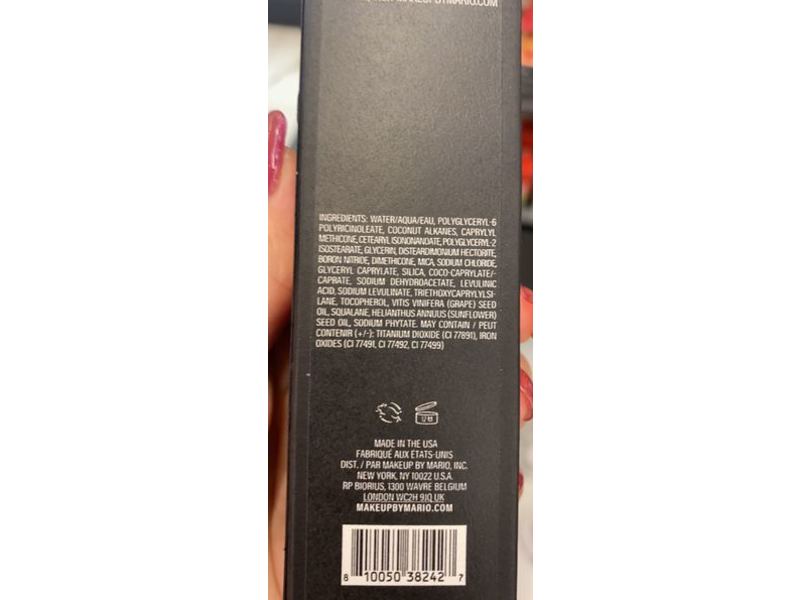 MAKEUPBYMARIO.COM
INGREDIENTS: WATER/AQUA/EAU, POLYGLYCERYL-6
POLYRICINOLEATE, COCONUT ALKANES, CAPRYLYL
METHICONE, CETEARYL ISONONANOATE, POLYGLYCERYL-2
ISOSTEARATE, GLYCERIN, DISTEARDIMONIUM HECTORITE,
BORON NITRIDE, DIMETHICONE, MICA, SODIUM CHLORIDE,
GLYCERYL CAPRYLATE, SILICA, COCO-CAPRYLATE/-
CAPRATE, SODIUM DEHYDROACETATE, LEVULINIC
ACID, SODIUM LEVULINATE, TRIETHOXYCAPRYLYLSI-
LANE, TOCOPHEROL, VITIS VINIFERA (GRAPE) SEED
OIL, SQUALANE, HELIANTHUS ANNUUS (SUNFLOWER)
SEED OIL, SODIUM PHYTATE. MAY CONTAIN / PEUT
CONTENIR (+/-): TITANIUM DIOXIDE (CI 77891), IRON
OXIDES (CI 77491, CI 77492, CI 77499)
MADE IN THE USA
FABRIQUÉ AUX ÉTATS-UNIS
DIST. / PAR MAKEUP BY MARIO, INC.
NEW YORK, NY 10022 U.S.A.
RP BIORIUS, 1300 WAVRE BELGIUM
LONDON WC2H 9JQ UK
MAKEUPBYMARIO.COM
8 10050 38242 7